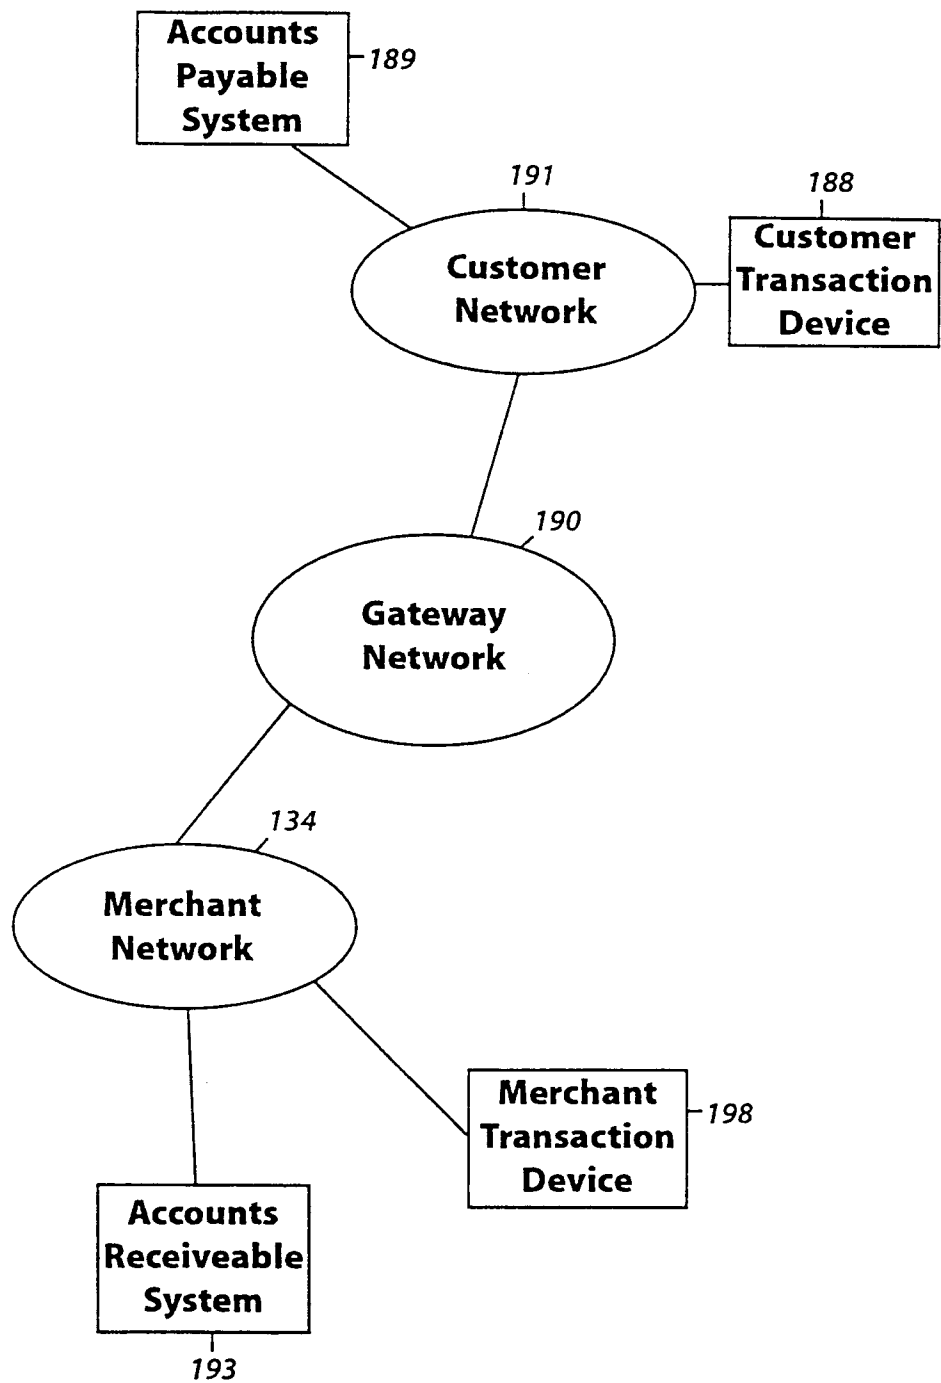 Accounts
Payable
System
189
191
188
Customer
Network
Customer
Transaction
Device
190
Gateway
Network
134
Merchant
Network
Merchant
Transaction
Device
198
Accounts
Receiveable
System
193